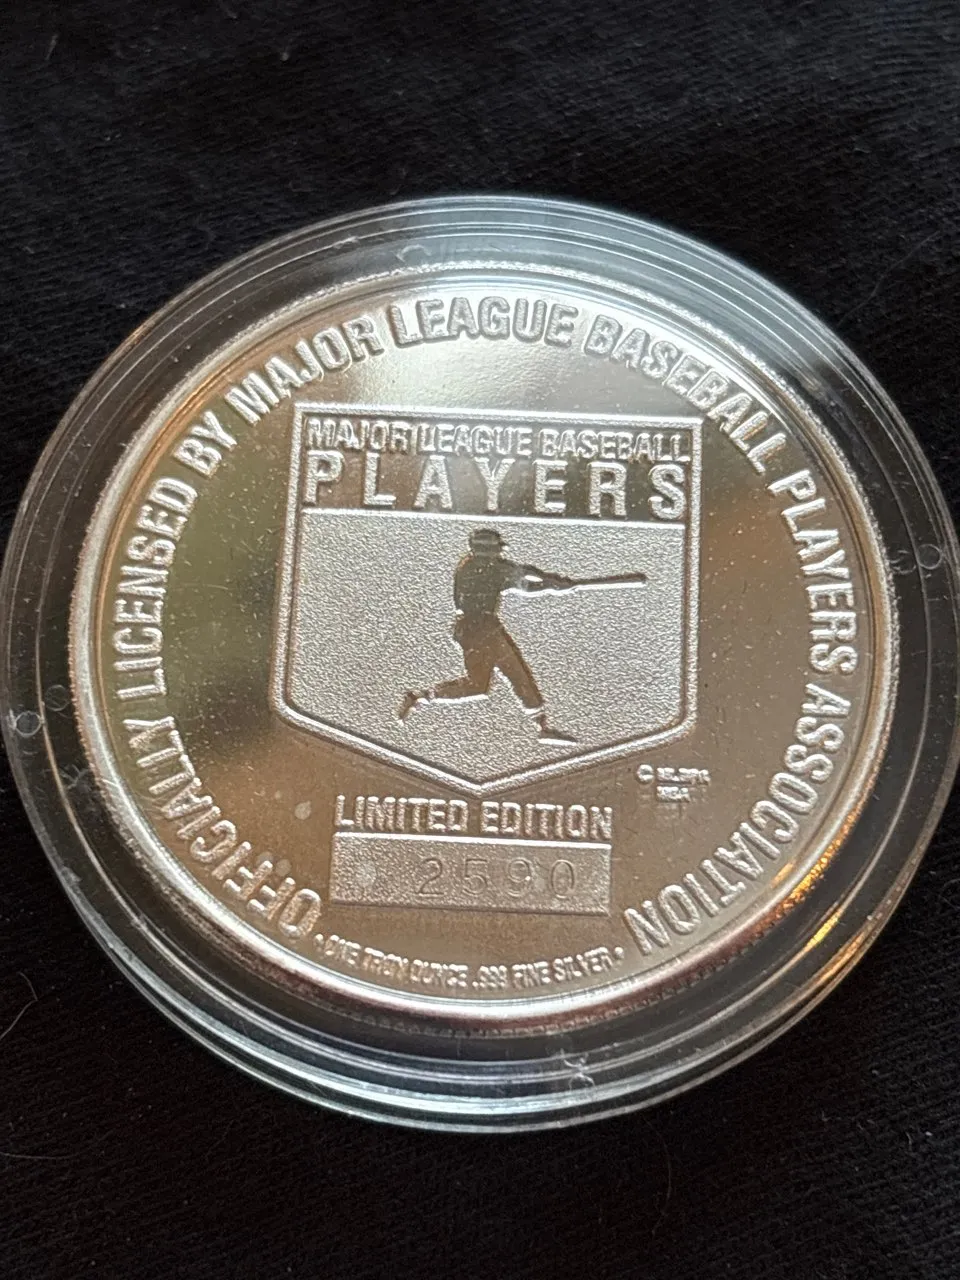 OFFICIALLY LICENSED BY MAJOR LEAGUE BASEBALL PLAYERS ASSOCIATION
MAJOR LEAGUE BASEBALL
PLAYERS
©
LIMITED EDITION
2590
•ONE TROY OUNCE .999 FINE SILVER•